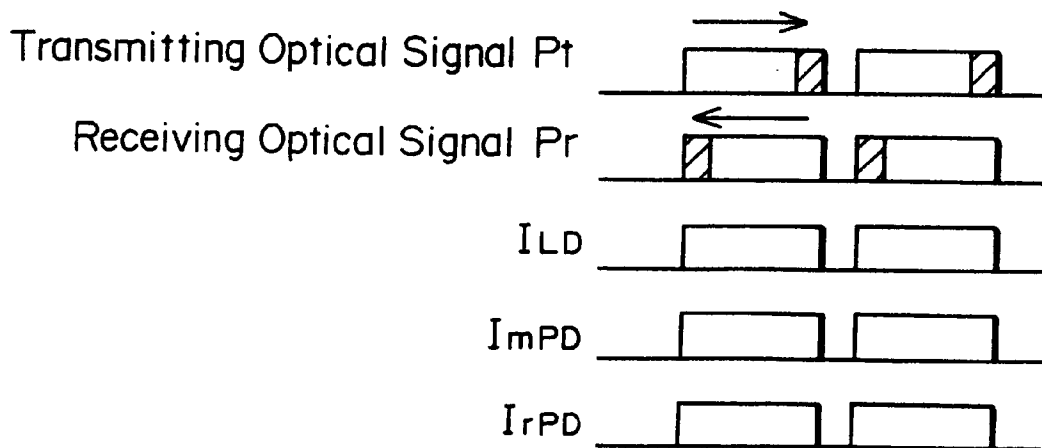 Transmitting Optical Signal Pt
Receiving Optical Signal Pr
ILD
ImPD
IrPD